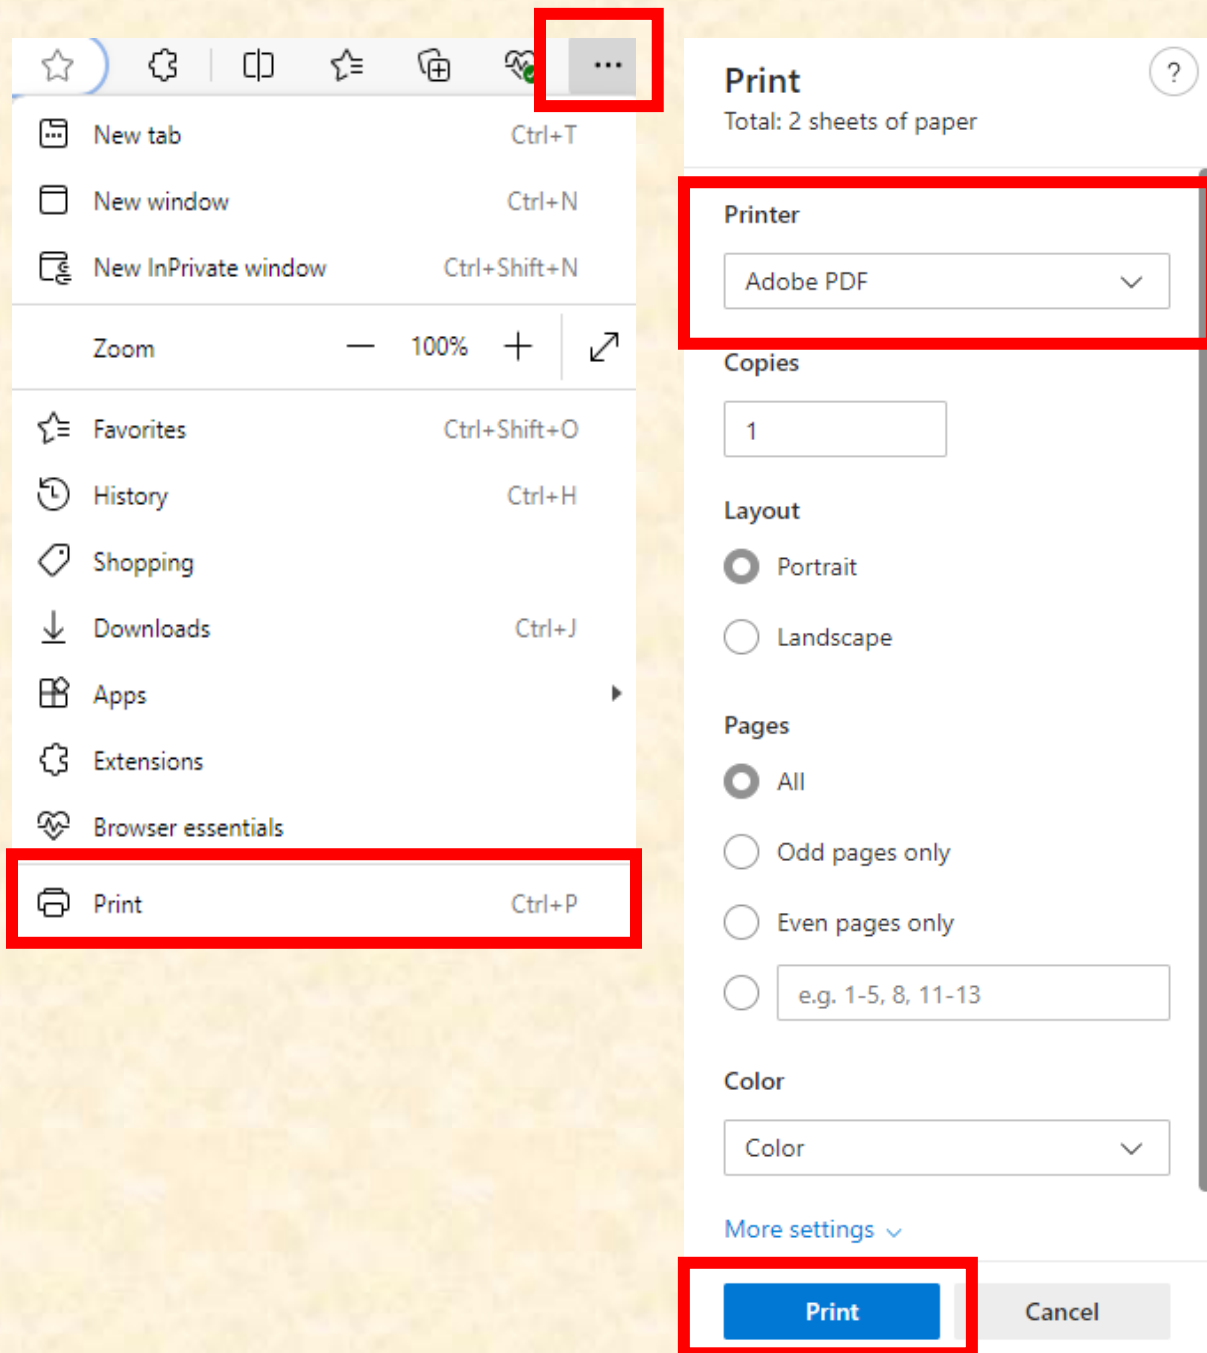 New tab Ctrl+T
New window Ctrl+N
New InPrivate window Ctrl+Shift+N
Zoom — 100% +
Favorites Ctrl+Shift+O
History Ctrl+H
Shopping
Downloads Ctrl+J
Apps
Extensions
Browser essentials
Print Ctrl+P
Print
?
Total: 2 sheets of paper
Printer
Adobe PDF
Copies
1
Layout
Portrait
Landscape
Pages
All
Odd pages only
Even pages only
e.g. 1-5, 8, 11-13
Color
Color
More settings
Print Cancel